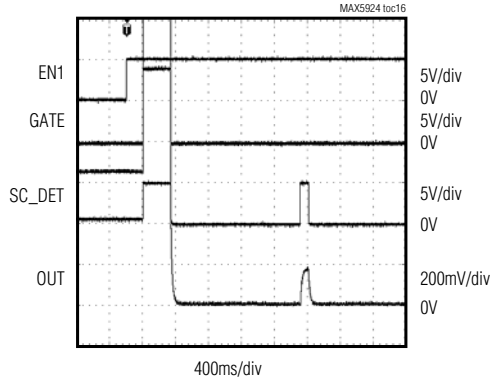 MAX5924 toc16
EN1
5V/div
0V
GATE
5V/div
0V
SC_DET
5V/div
0V
OUT
200mV/div
0V
400ms/div